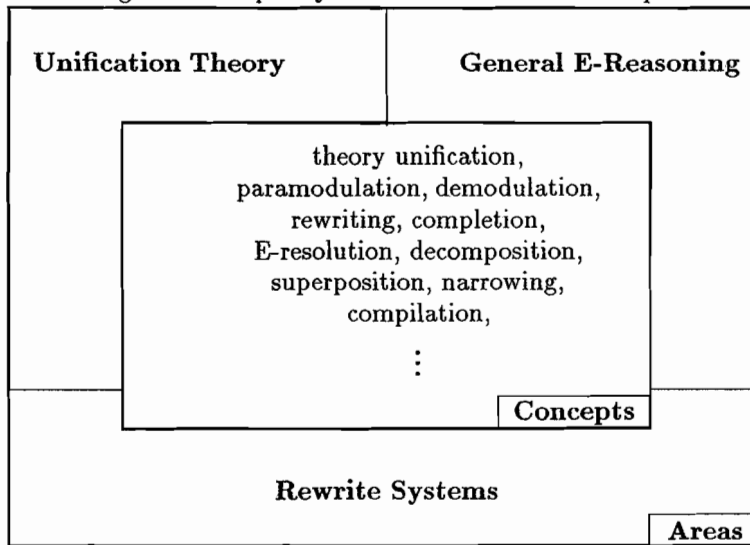 Unification Theory
General E-Reasoning
theory unification,
paramodulation, demodulation,
rewriting, completion,
E-resolution, decomposition,
superposition, narrowing,
compilation,
⋮
Concepts
Rewrite Systems
Areas